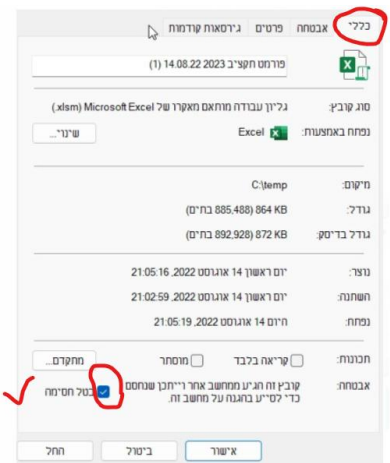 כללי אבטחה פרטים גירסאות קודמות
פורמט תקציב 2023 14.08.22 (1)
סוג קובץ: גליון עבודה מותאם מאקרו של Microsoft Excel ‏(.xlsm)
נפתח באמצעות: Excel שינוי...
מיקום: C:\temp
גודל: 864 KB (885,488 בתים)
גודל בדיסק: 872 KB (892,928 בתים)
נוצר: יום ראשון 14 אוגוסט 2022, 21:05:16
השתנה: יום ראשון 14 אוגוסט 2022, 21:02:59
נפתח: היום 14 אוגוסט 2022, 21:05:19
תכונות: קריאה בלבד מוסתר מתקדם...
אבטחה: קובץ זה הגיע ממחשב אחר וייתכן שנחסם בטל חסימה
כדי לסייע בהגנה על מחשב זה.
אישור ביטול החל